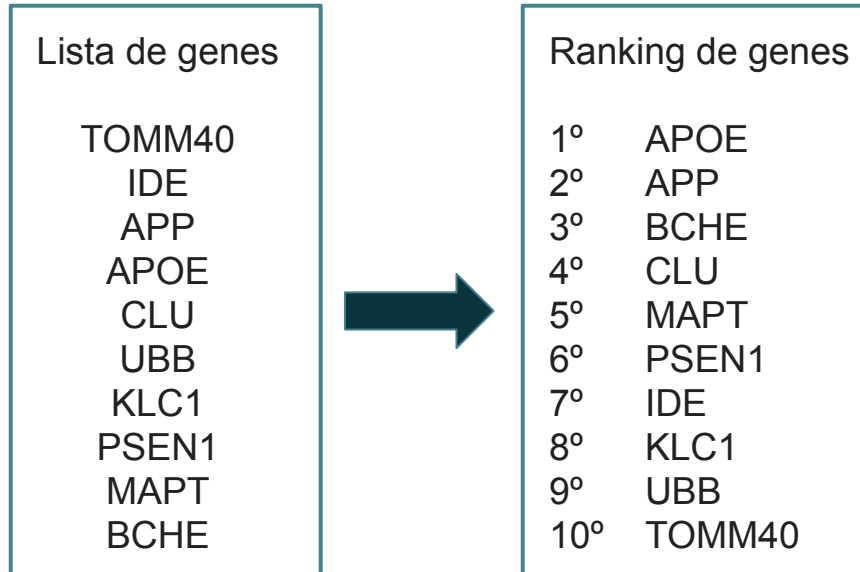 Lista de genes
TOMM40
IDE
APP
APOE
CLU
UBB
KLC1
PSEN1
MAPT
BCHE
Ranking de genes
1º APOE
2º APP
3º BCHE
4º CLU
5º MAPT
6º PSEN1
7º IDE
8º KLC1
9º UBB
10º TOMM40